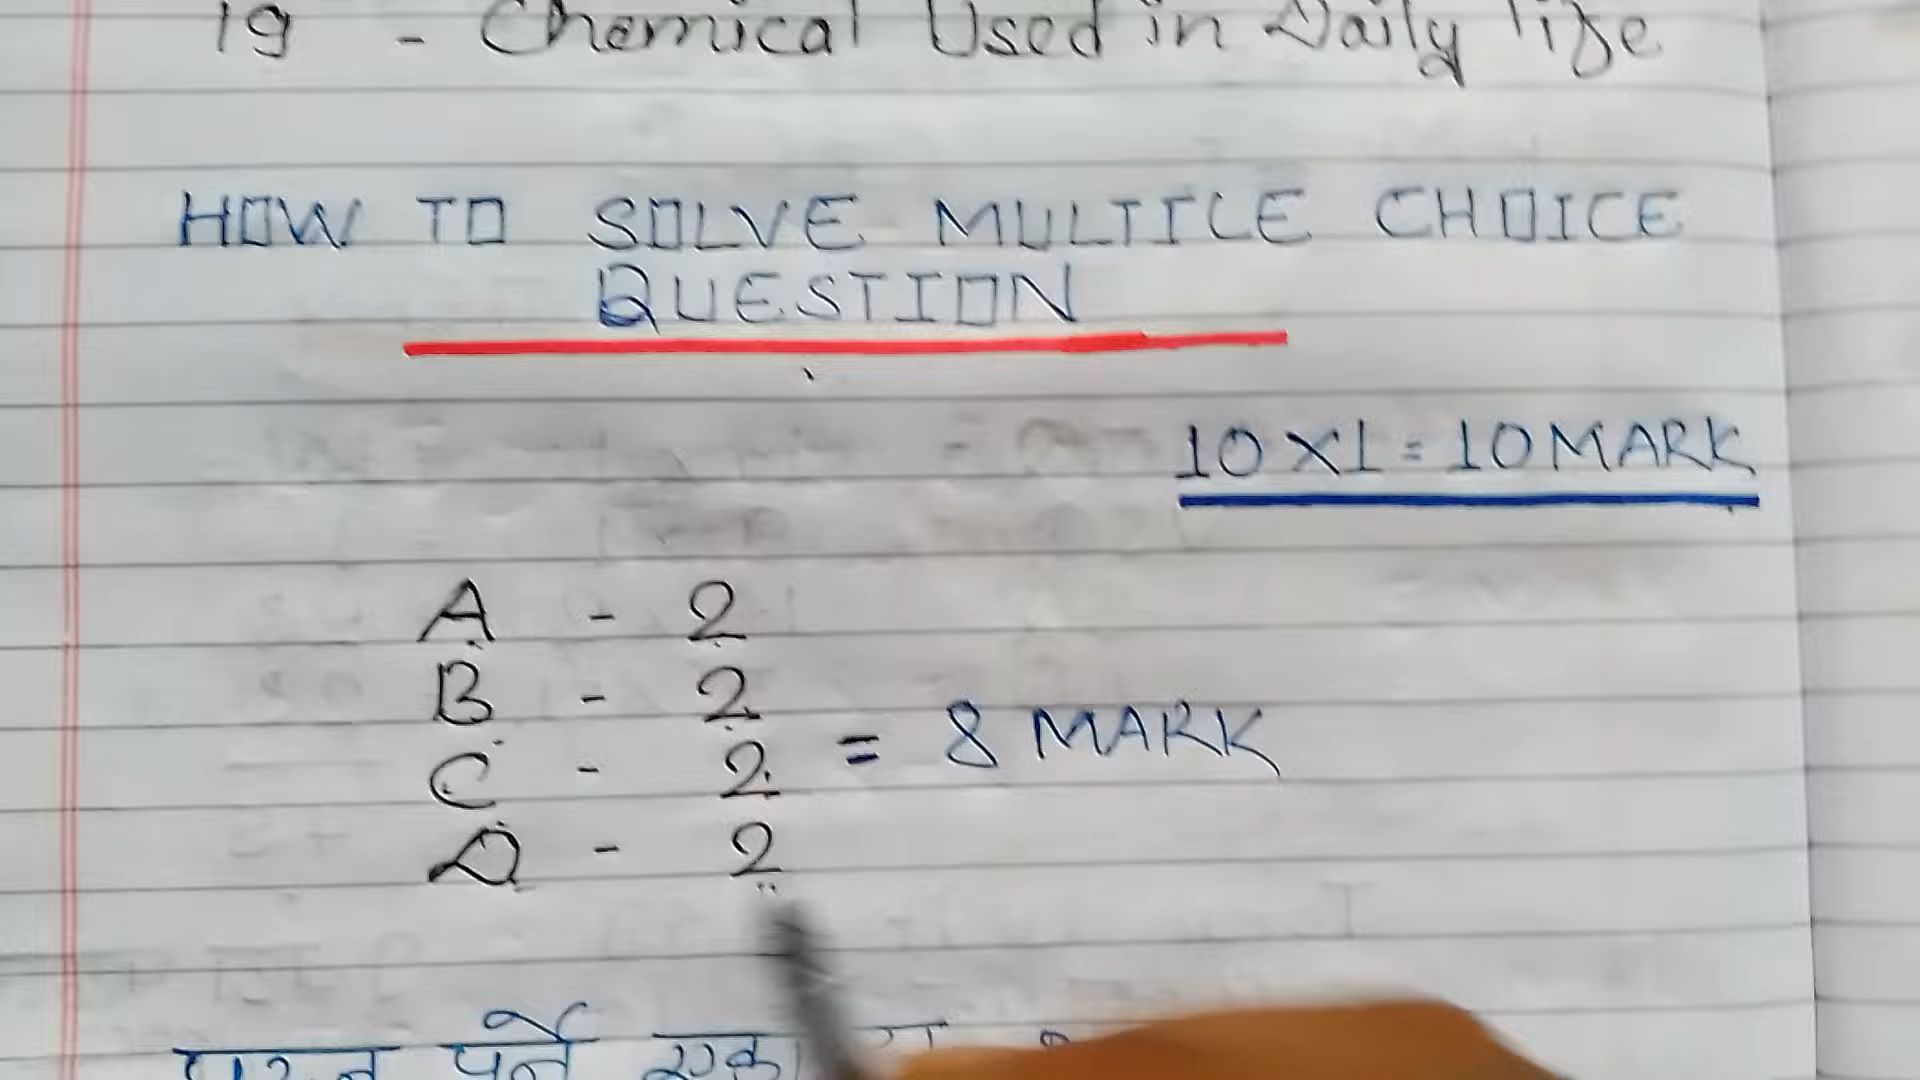 19 - Chemical Used in Daily life
HOW TO SOLVE MULTICLE CHOICE
QUESTION
10 X1 = 10 MARK
A - 2
B - 2
C - 2 = 8 MARK
D - 2